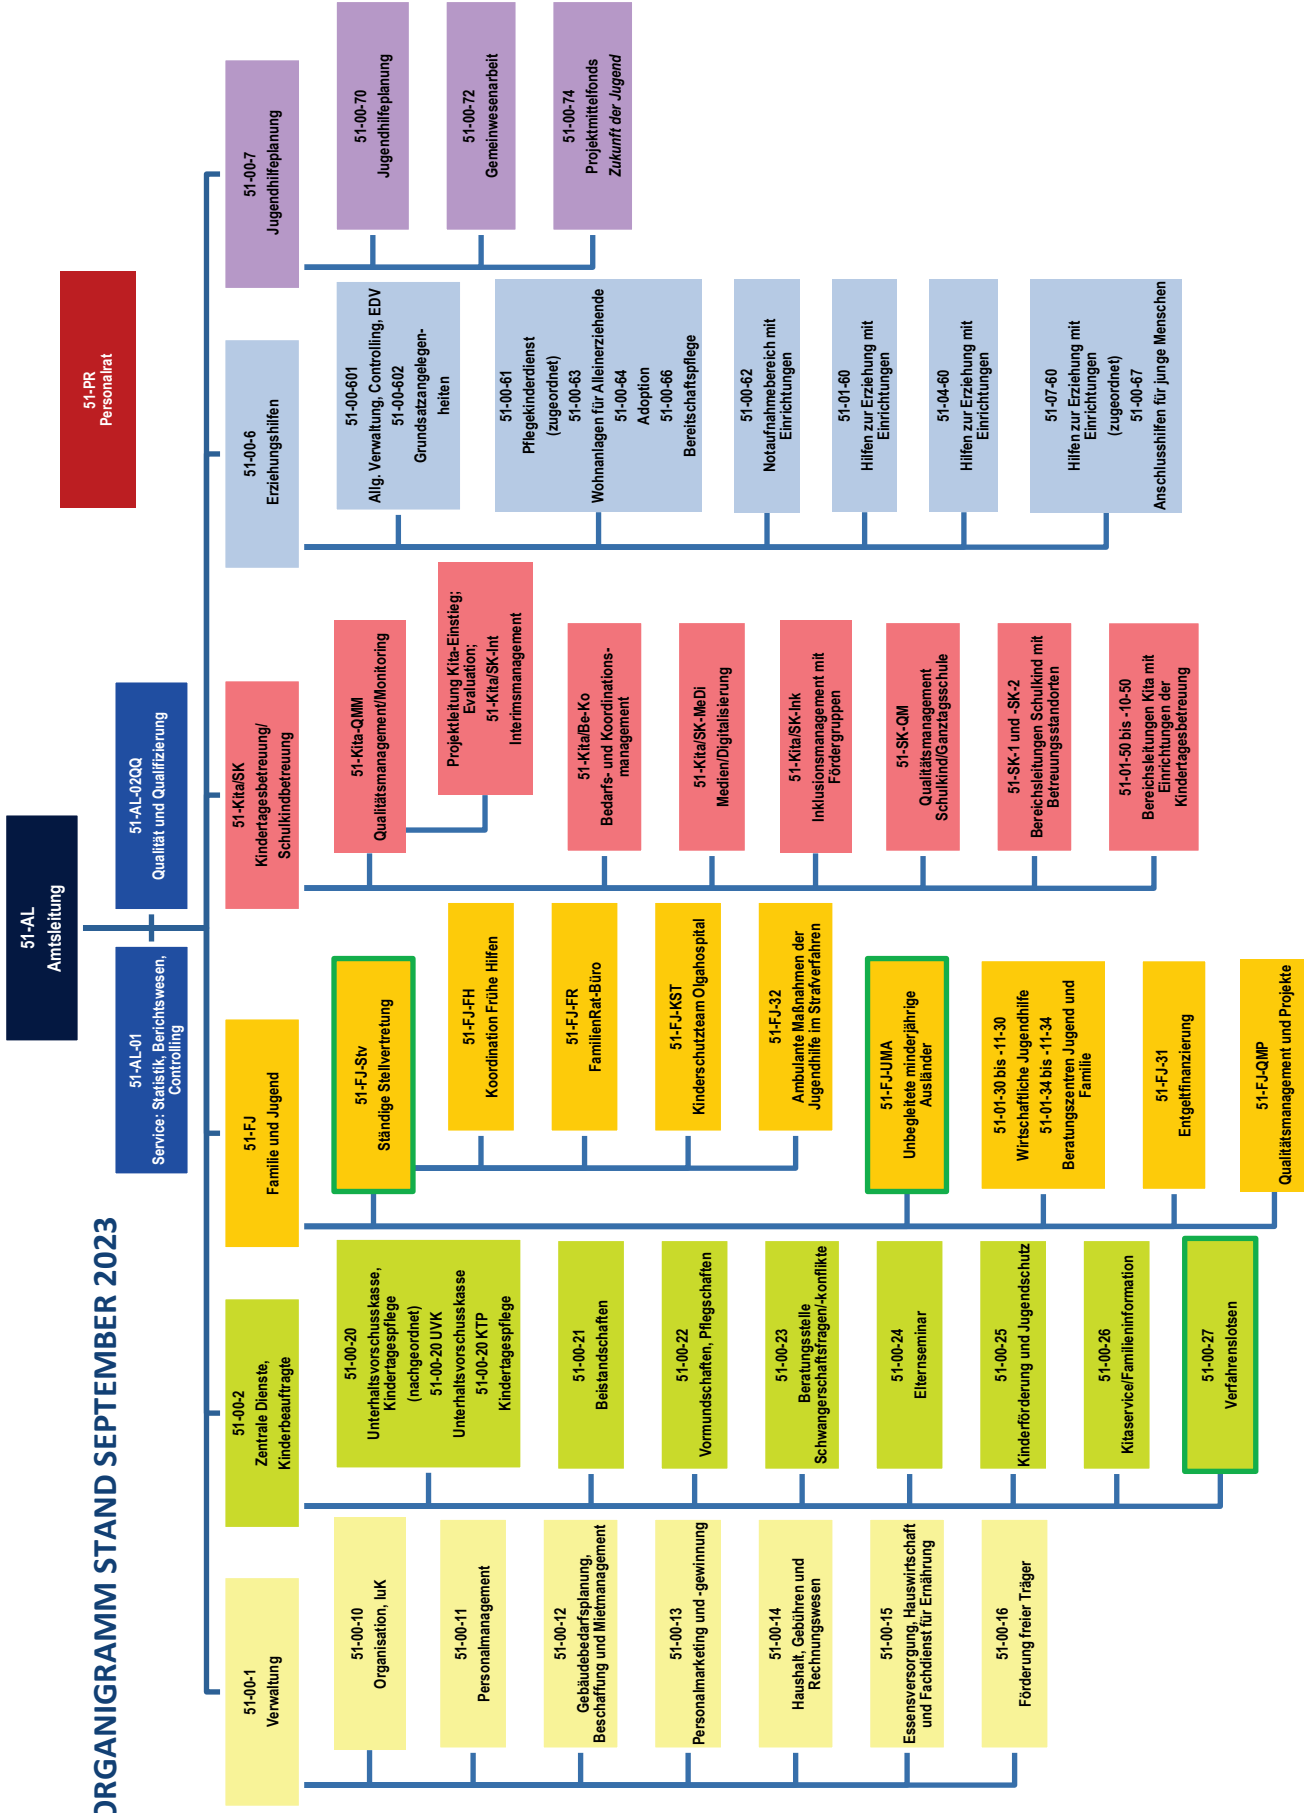 ORGANIGRAMM STAND SEPTEMBER 2023
51-AL
Amtsleitung
51-PR
Personalrat
51-AL-01
Service: Statistik, Berichtswesen,
Controlling
51-AL-02QQ
Qualität und Qualifizierung
51-00-1
Verwaltung
51-00-10
Organisation, IuK
51-00-11
Personalmanagement
51-00-12
Gebäudebedarfsplanung,
Beschaffung und Mietmanagement
51-00-13
Personalmarketing und -gewinnung
51-00-14
Haushalt, Gebühren und
Rechnungswesen
51-00-15
Essensversorgung, Hauswirtschaft
und Fachdienst für Ernährung
51-00-16
Förderung freier Träger
51-00-2
Zentrale Dienste,
Kinderbeauftragte
51-00-20
Unterhaltsvorschusskasse,
Kindertagespflege
(nachgeordnet)
51-00-20 UVK
Unterhaltsvorschusskasse
51-00-20 KTP
Kindertagespflege
51-00-21
Beistandschaften
51-00-22
Vormundschaften, Pflegschaften
51-00-23
Beratungsstelle
Schwangerschaftsfragen/-konflikte
51-00-24
Elternseminar
51-00-25
Kinderförderung und Jugendschutz
51-00-26
Kitaservice/Familieninformation
51-00-27
Verfahrenslotsen
51-FJ
Familie und Jugend
51-FJ-Stv
Ständige Stellvertretung
51-FJ-FH
Koordination Frühe Hilfen
51-FJ-FR
FamilienRat-Büro
51-FJ-KST
Kinderschutzteam Olgahospital
51-FJ-32
Ambulante Maßnahmen der
Jugendhilfe im Strafverfahren
51-FJ-UMA
Unbegleitete minderjährige
Ausländer
51-01-30 bis -11-30
Wirtschaftliche Jugendhilfe
51-01-34 bis -11-34
Beratungszentren Jugend und
Familie
51-FJ-31
Entgeltfinanzierung
51-FJ-QMP
Qualitätsmanagement und Projekte
51-Kita/SK
Kindertagesbetreuung/
Schulkindbetreuung
51-Kita-QMM
Qualitätsmanagement/Monitoring
Projektleitung Kita-Einstieg;
Evaluation;
51-Kita/SK-Int
Interimsmanagement
51-Kita/Be-Ko
Bedarfs- und Koordinations-
management
51-Kita/SK-MeDi
Medien/Digitalisierung
51-Kita/SK-Ink
Inklusionsmanagement mit
Fördergruppen
51-SK-QM
Qualitätsmanagement
Schulkind/Ganztagsschule
51-SK-1 und -SK-2
Bereichsleitungen Schulkind mit
Betreuungsstandorten
51-01-50 bis -10-50
Bereichsleitungen Kita mit
Einrichtungen der
Kindertagesbetreuung
51-00-6
Erziehungshilfen
51-00-601
Allg. Verwaltung, Controlling, EDV
51-00-602
Grundsatzangelegen-
heiten
51-00-61
Pflegekinderdienst
(zugeordnet)
51-00-63
Wohnanlagen für Alleinerziehende
51-00-64
Adoption
51-00-66
Bereitschaftspflege
51-00-62
Notaufnahmebereich mit
Einrichtungen
51-01-60
Hilfen zur Erziehung mit
Einrichtungen
51-04-60
Hilfen zur Erziehung mit
Einrichtungen
51-07-60
Hilfen zur Erziehung mit
Einrichtungen
(zugeordnet)
51-00-67
Anschlusshilfen für junge Menschen
51-00-7
Jugendhilfeplanung
51-00-70
Jugendhilfeplanung
51-00-72
Gemeinwesenarbeit
51-00-74
Projektmittelfonds
Zukunft der Jugend